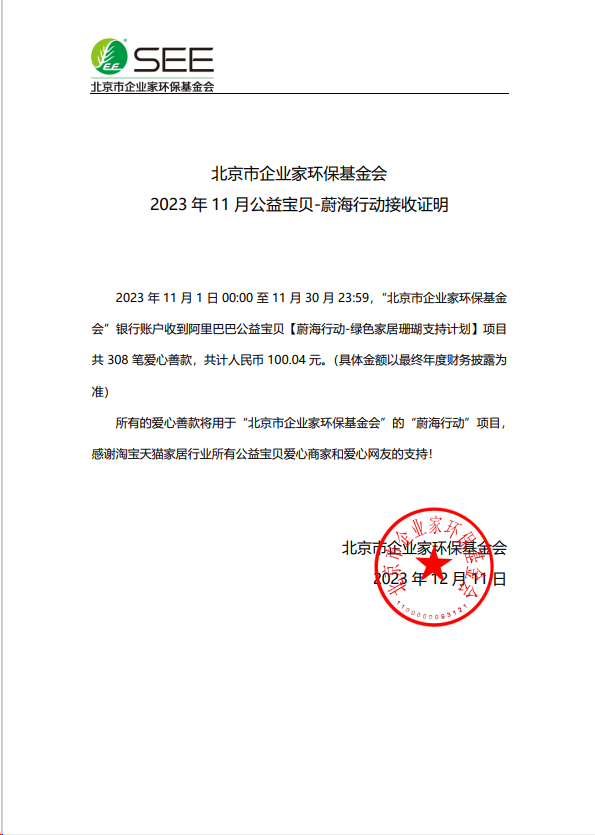 SEE
北京市企业家环保基金会
北京市企业家环保基金会
2023 年 11 月公益宝贝-蔚海行动接收证明
2023 年 11 月 1 日 00:00 至 11 月 30 月 23:59，“北京市企业家环保基金
会”银行账户收到阿里巴巴公益宝贝【蔚海行动-绿色家居珊瑚支持计划】项目
共 308 笔爱心善款，共计人民币 100.04 元。（具体金额以最终年度财务披露为
准）
所有的爱心善款将用于“北京市企业家环保基金会”的“蔚海行动”项目，
感谢淘宝天猫家居行业所有公益宝贝爱心商家和爱心网友的支持！
北京市企业家环保基金会
2023 年 12 月 11 日
北京市企业家环保基金会
1100000093121